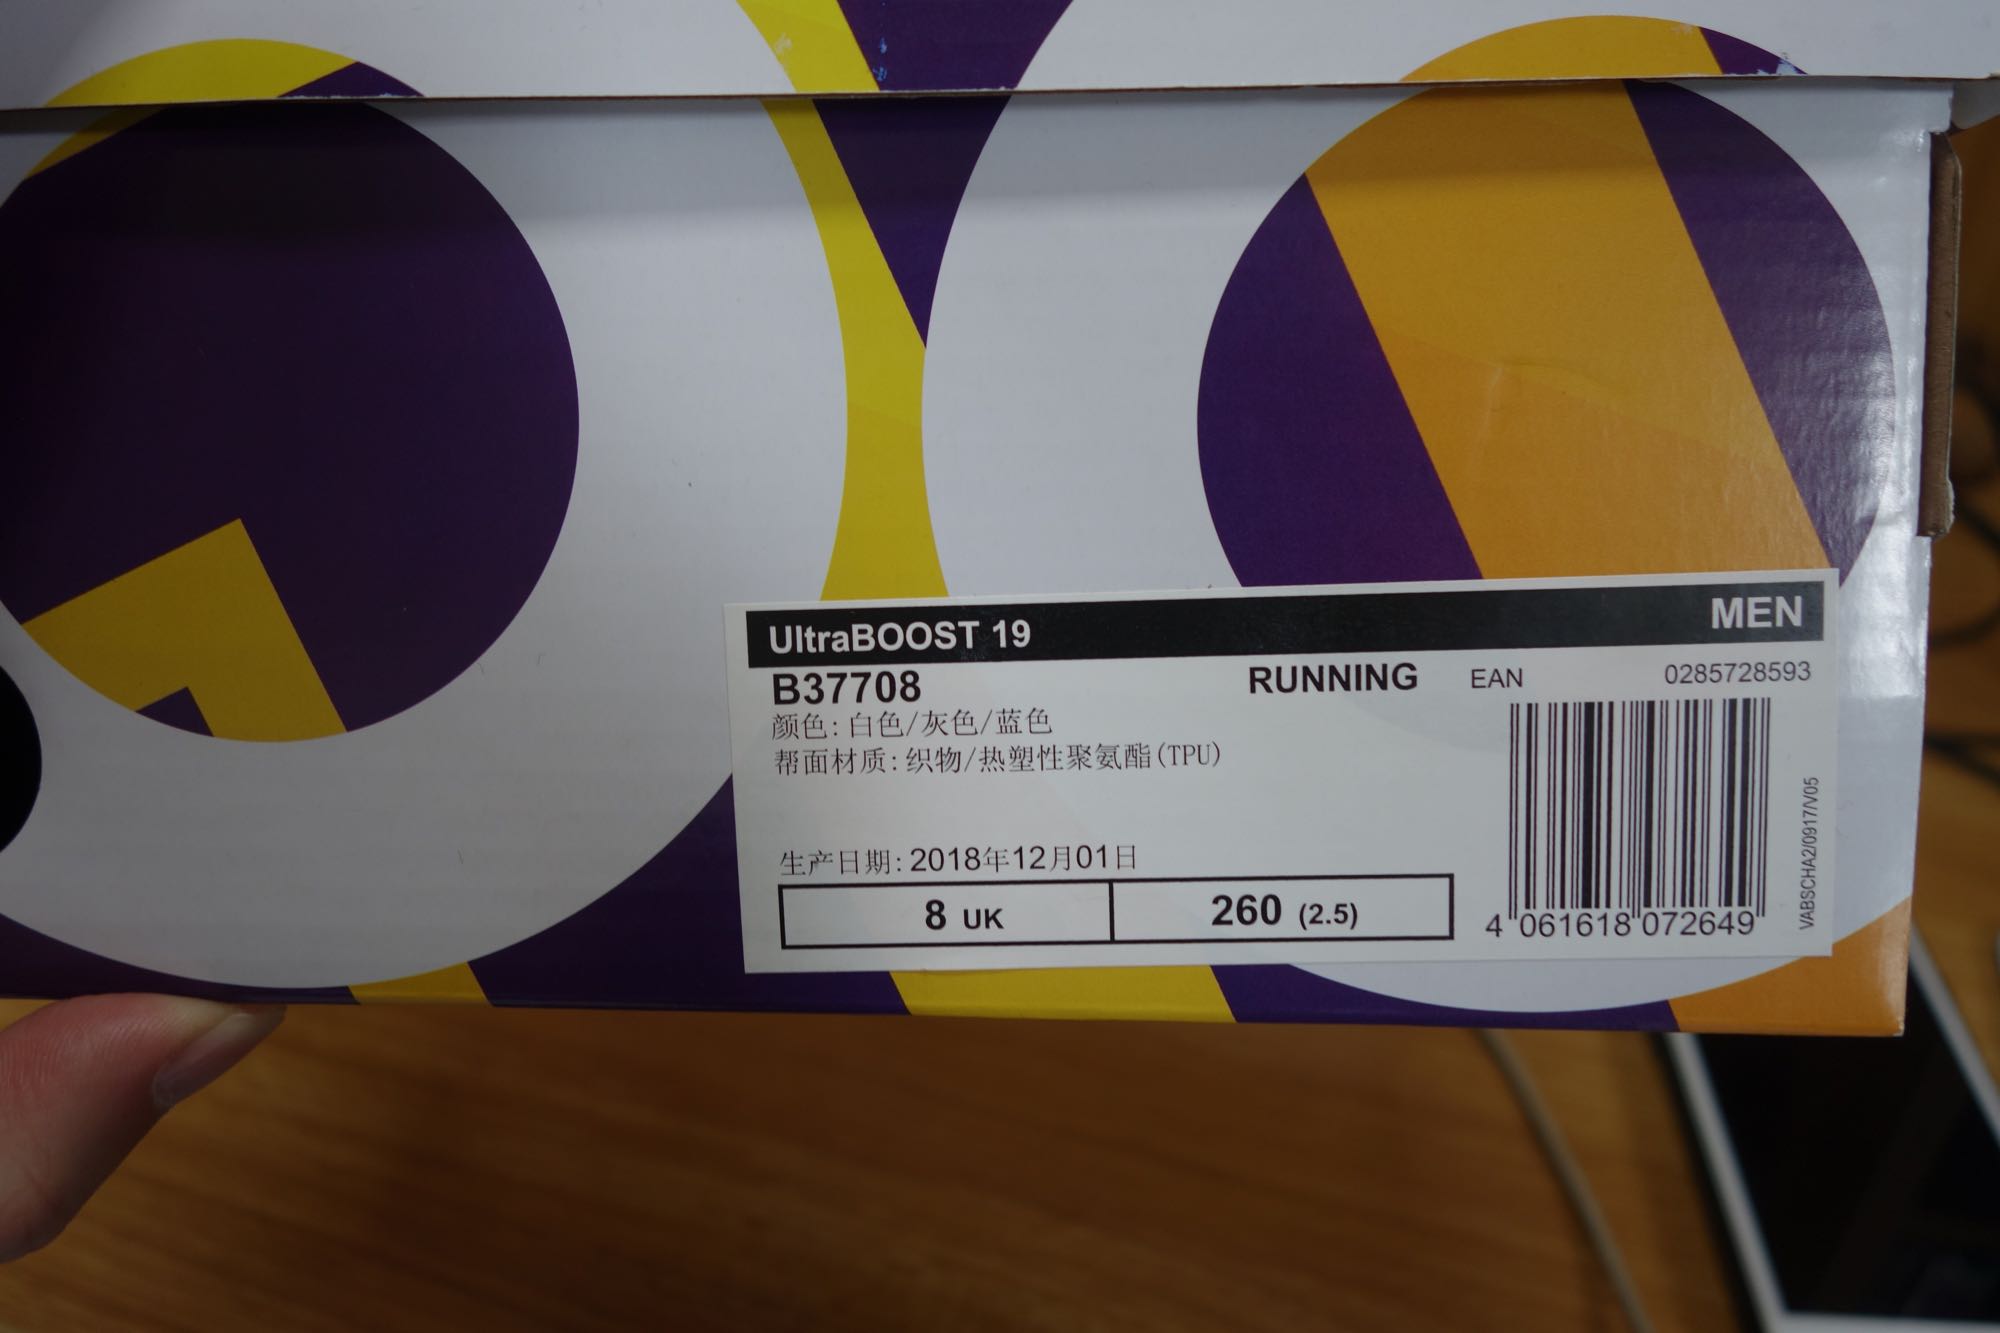 UltraBOOST 19 MEN
B37708 RUNNING EAN 0285728593
颜色: 白色/灰色/蓝色
帮面材质: 织物/热塑性聚氨酯(TPU)
生产日期: 2018年12月01日
8 UK 260 (2.5)
4 061618 072649
VABSCHA2/0917/V05